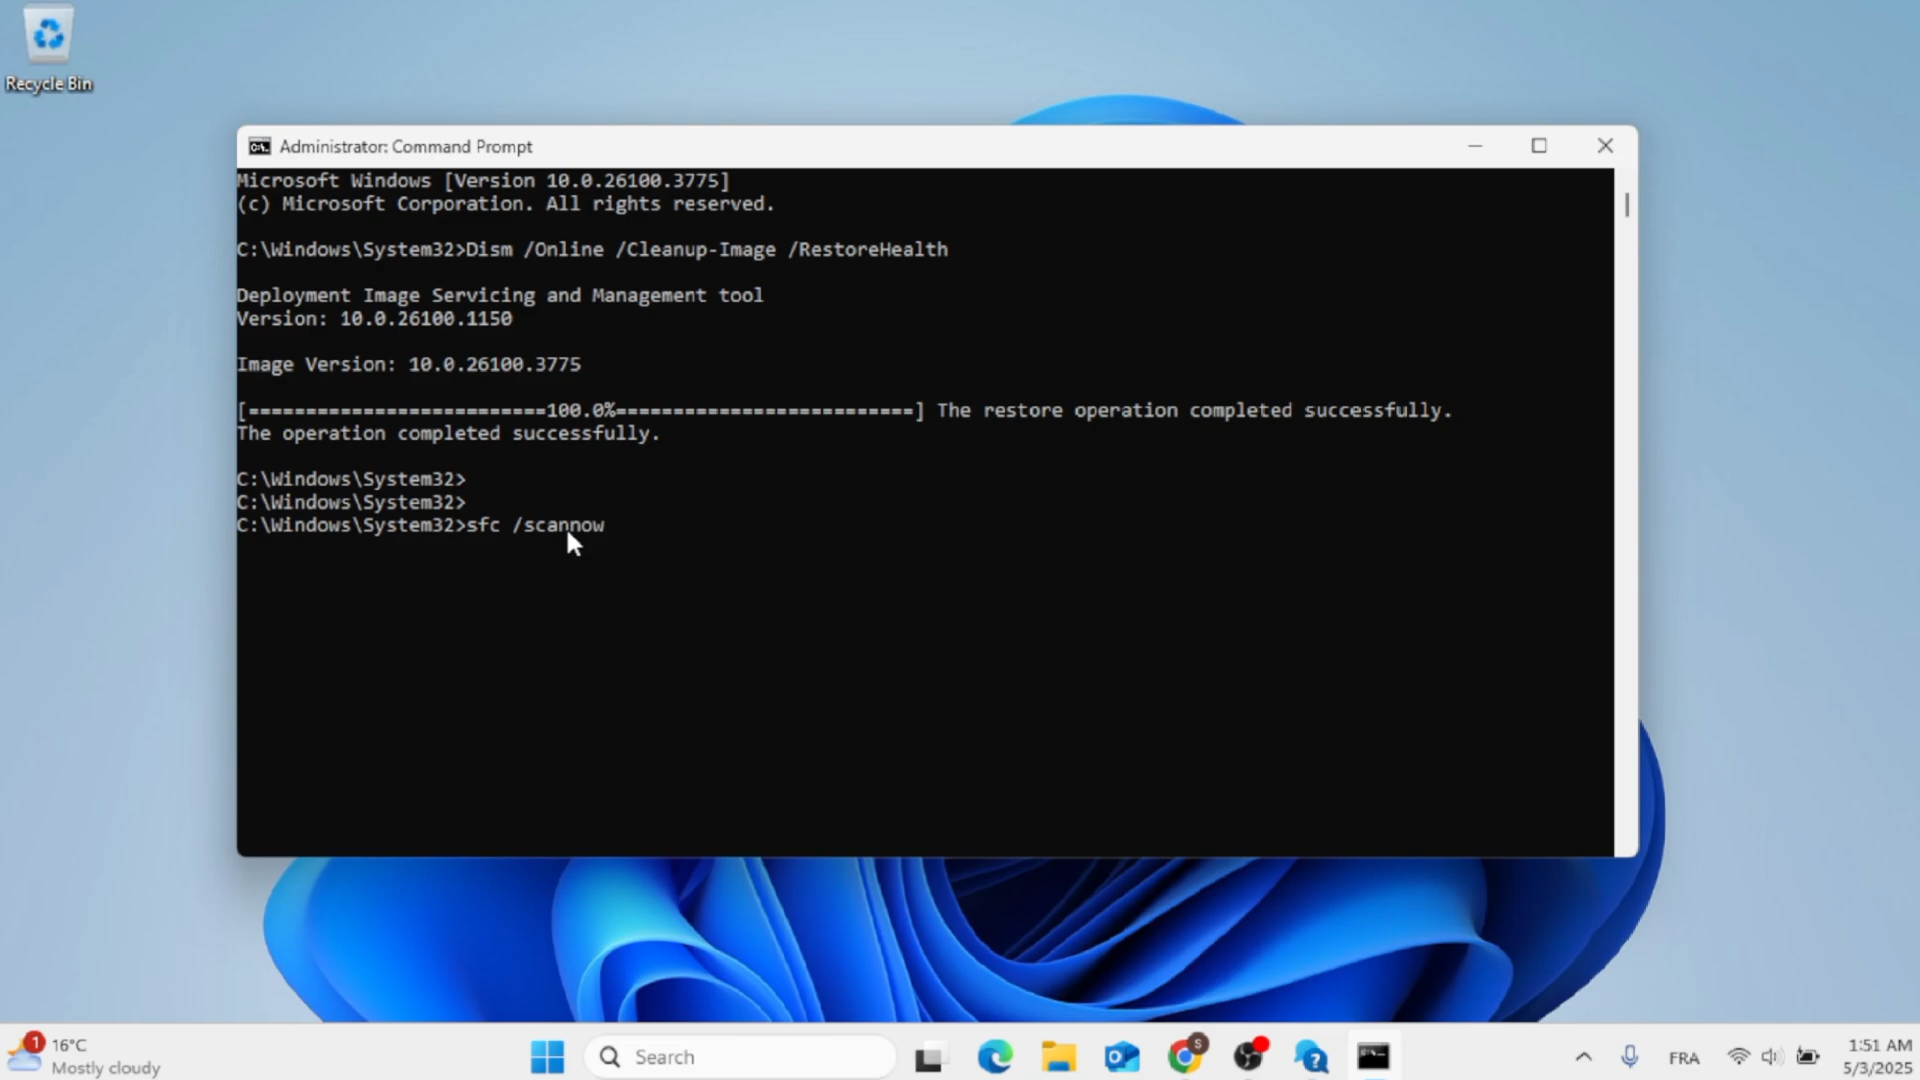 Recycle Bin
Administrator: Command Prompt
Microsoft Windows [Version 10.0.26100.3775]
(c) Microsoft Corporation. All rights reserved.
C:\Windows\System32>Dism /Online /Cleanup-Image /RestoreHealth
Deployment Image Servicing and Management tool
Version: 10.0.26100.1150
Image Version: 10.0.26100.3775
[==========================100.0%==========================] The restore operation completed successfully.
The operation completed successfully.
C:\Windows\System32>
C:\Windows\System32>
C:\Windows\System32>sfc /scannow
1
16°C
Mostly cloudy
Search
S
FRA
1:51 AM
5/3/2025